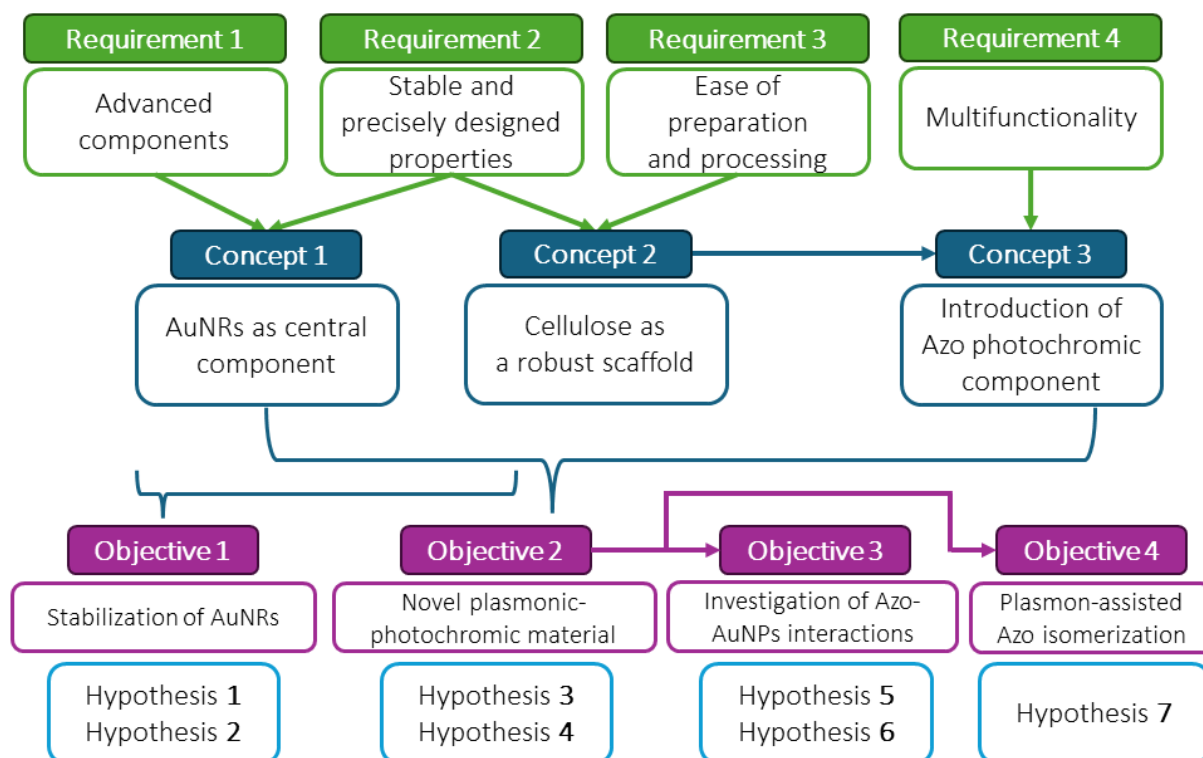 Requirement 1
Requirement 2
Requirement 3
Requirement 4
Advanced
components
Stable and
precisely designed
properties
Ease of
preparation
and processing
Multifunctionality
Concept 1
Concept 2
Concept 3
AuNRs as central
component
Cellulose as
a robust scaffold
Introduction of
Azo photochromic
component
Objective 1
Objective 2
Objective 3
Objective 4
Stabilization of AuNRs
Novel plasmonic-
photochromic material
Investigation of Azo-
AuNPs interactions
Plasmon-assisted
Azo isomerization
Hypothesis 1
Hypothesis 2
Hypothesis 3
Hypothesis 4
Hypothesis 5
Hypothesis 6
Hypothesis 7